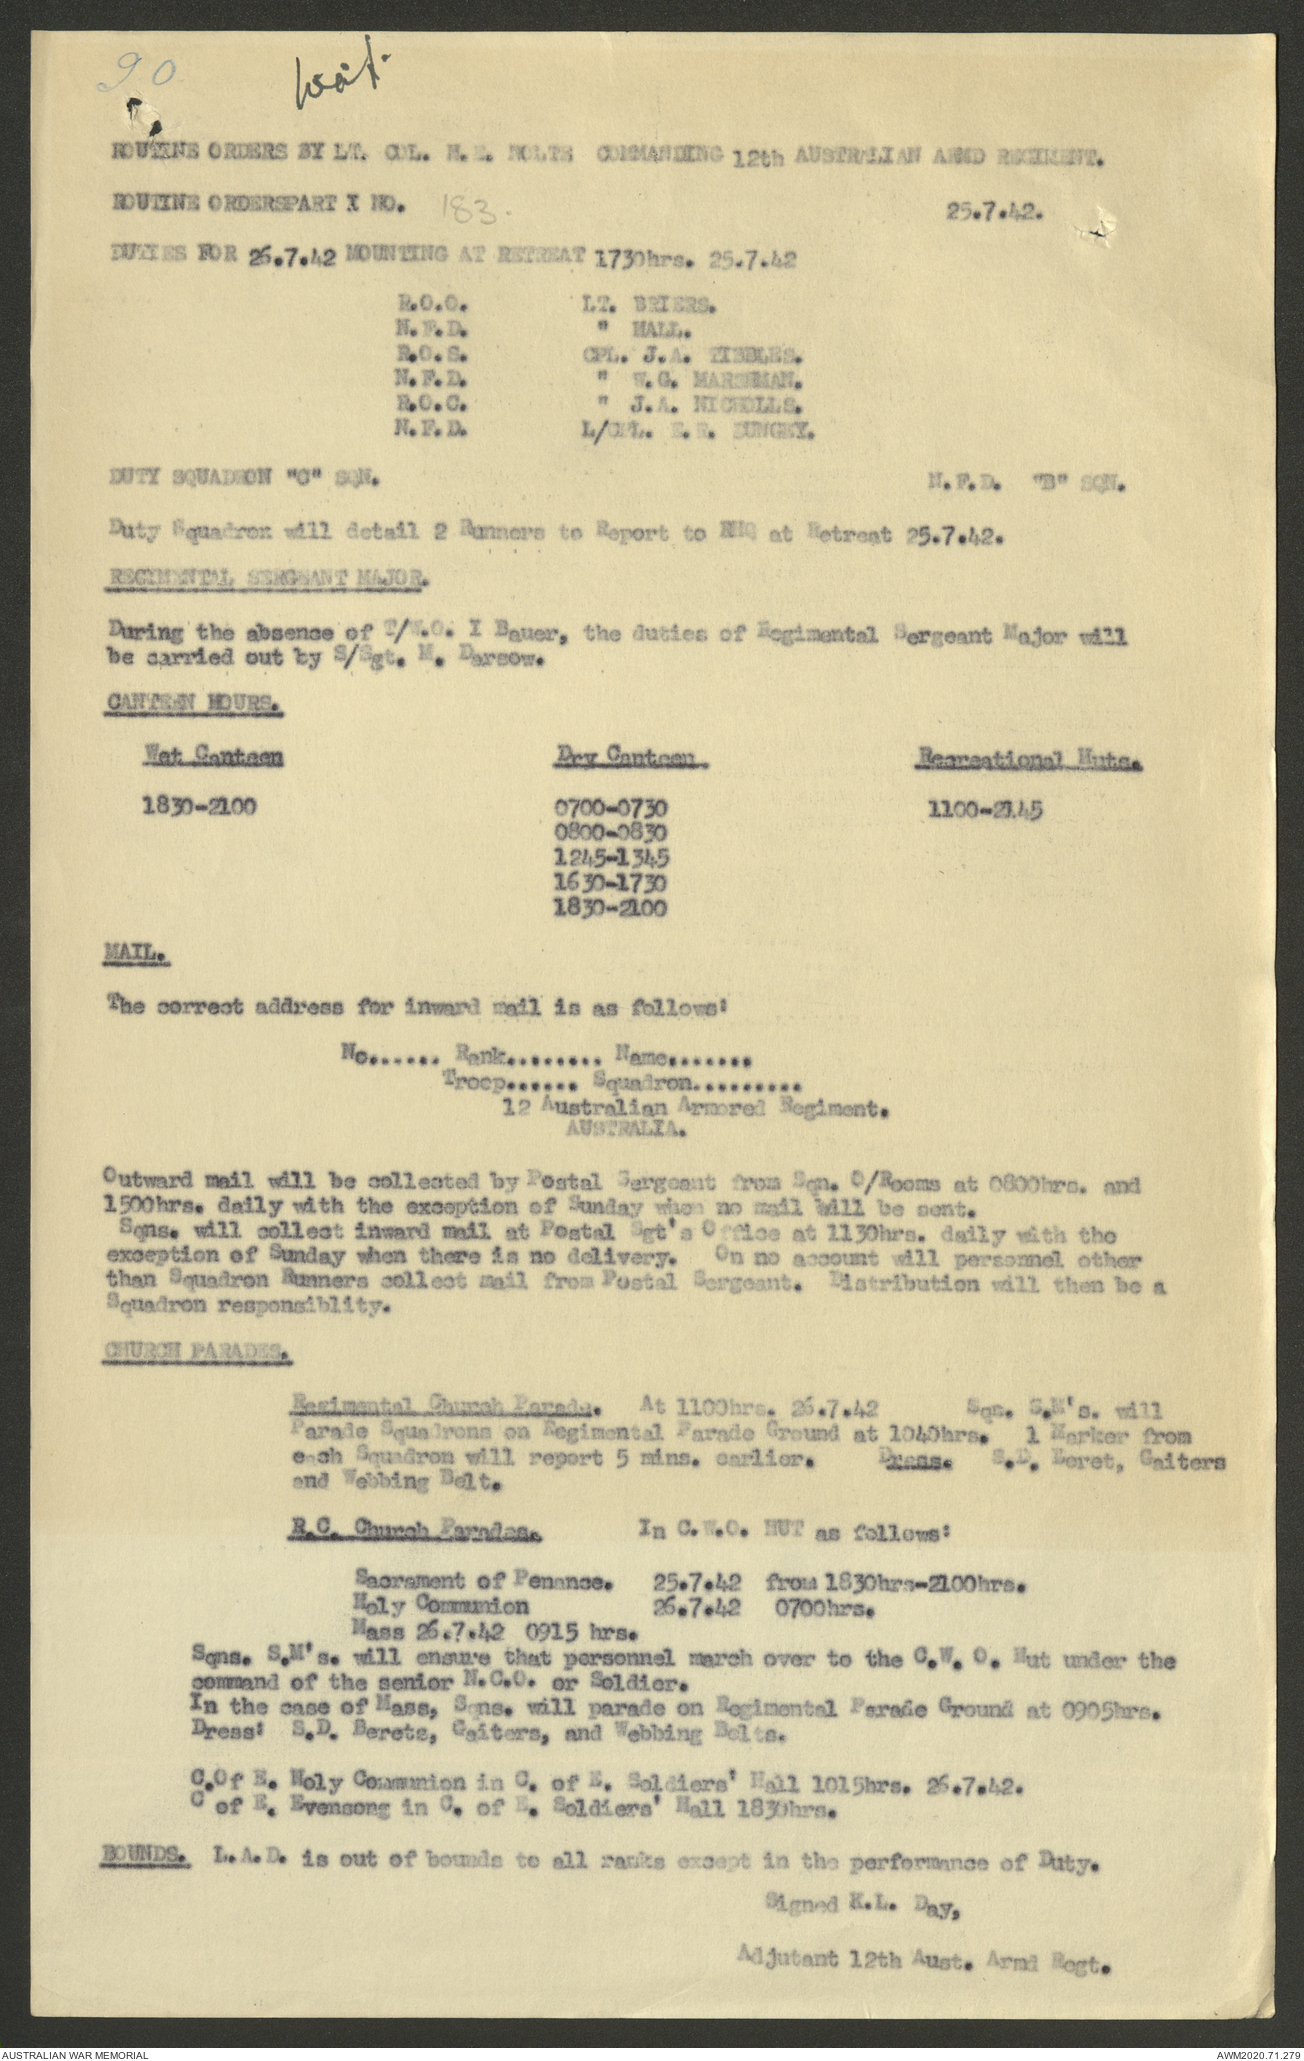 90 wait.
ROUTINE ORDERS BY LT. COL. H.E. NOLTE COMMANDING 12th AUSTRALIAN ARMD REGIMENT.
ROUTINE ORDERSPART I NO. 183. 25.7.42.
DUTIES FOR 26.7.42 MOUNTING AT RETREAT 1730hrs. 25.7.42
R.O.O. LT. BRIERS.
N.F.D. " HALL.
R.O.S. CPL. J.A. TIBBLES.
N.F.D. " W.G. MARSHMAN.
R.O.C. " J.A. NICHOLLS.
N.F.D. L/CPL. E.R. BUNGEY.
DUTY SQUADRON "C" SQN. N.F.D. "B" SQN.
Duty Squadron will detail 2 Runners to Report to RHQ at Retreat 25.7.42.
REGIMENTAL SERGEANT MAJOR.
During the absence of T/W.O. I Bauer, the duties of Regimental Sergeant Major will
be carried out by S/Sgt. M. Darsow.
CANTEEN HOURS.
Wet Canteen Dry Canteen. Recreational Huts.
1830-2100 0700-0730 1100-2145
0800-0830
1245-1345
1630-1730
1830-2100
MAIL.
The correct address for inward mail is as follows:
No...... Rank........ Name.......
Troop...... Squadron.........
12 Australian Armored Regiment.
AUSTRALIA.
Outward mail will be collected by Postal Sergeant from Sqn. O/Rooms at 0800hrs. and
1500hrs. daily with the exception of Sunday when no mail will be sent.
Sqns. will collect inward mail at Postal Sgt's Office at 1130hrs. daily with the
exception of Sunday when there is no delivery. On no account will personnel other
than Squadron Runners collect mail from Postal Sergeant. Distribution will then be a
Squadron responsiblity.
CHURCH PARADES.
Regimental Church Parade. At 1100hrs. 26.7.42 Sqn. S.M's. will
Parade Squadrons on Regimental Parade Ground at 1040hrs. 1 Marker from
each Squadron will report 5 mins. earlier. Dress. S.D. Beret, Gaiters
and Webbing Belt.
R.C. Church Parades. In C.W.O. HUT as follows:
Sacrament of Penance. 25.7.42 from 1830hrs-2100hrs.
Holy Communion 26.7.42 0700hrs.
Mass 26.7.42 0915 hrs.
Sqns. S.M's. will ensure that personnel march over to the C.W. O. Hut under the
command of the senior N.C.O. or Soldier.
In the case of Mass, Sqns. will parade on Regimental Parade Ground at 0905hrs.
Dress: S.D. Berets, Gaiters, and Webbing Belts.
C.Of E. Holy Communion in C. of E. Soldiers' Hall 1015hrs. 26.7.42.
C of E. Evensong in C. of E. Soldiers' Hall 1830hrs.
BOUNDS. L.A.D. is out of bounds to all ranks except in the performance of Duty.
Signed K.L. Day,
Adjutant 12th Aust. Armd Regt.
AUSTRALIAN WAR MEMORIAL AWM2020.71.279